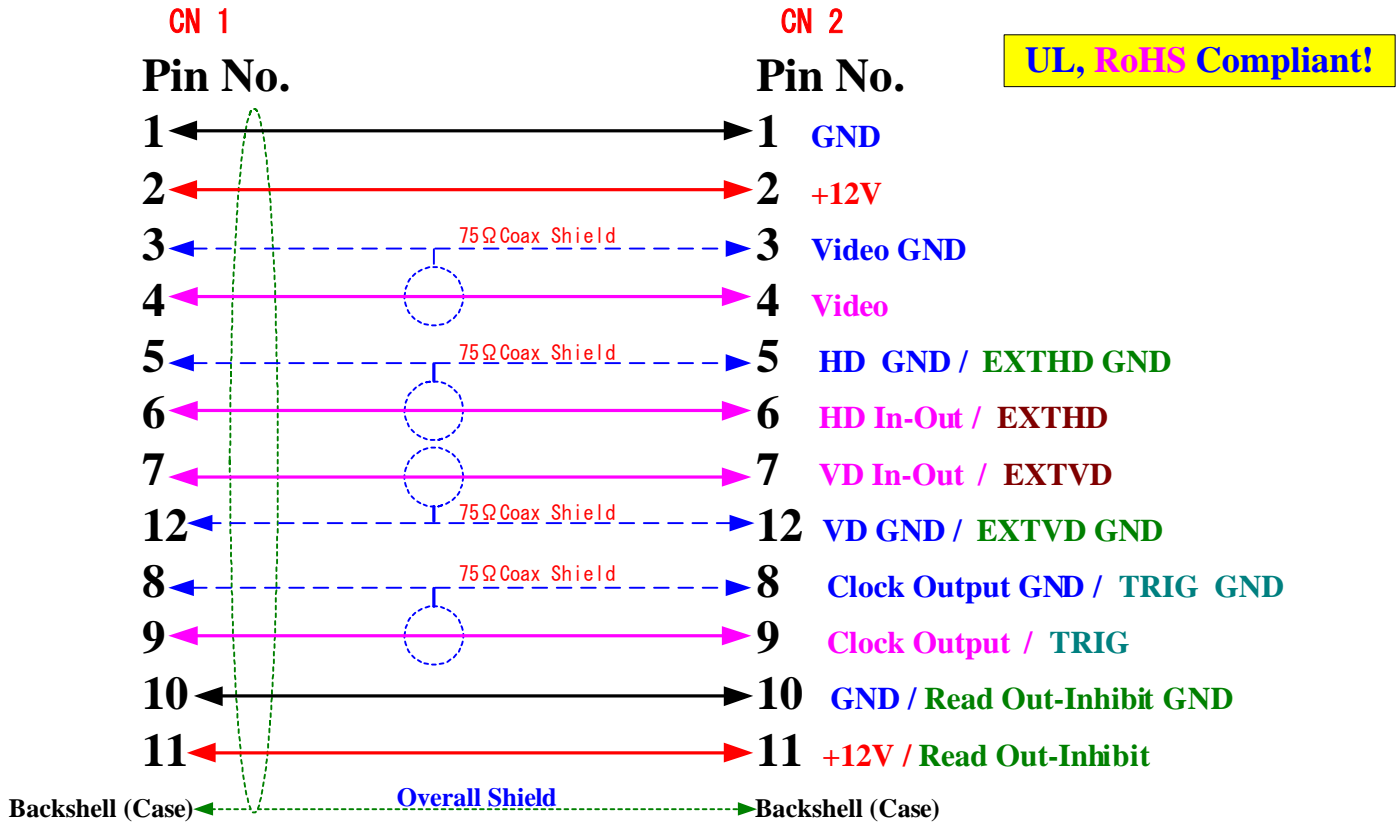 CN 1 CN 2
Pin No. Pin No. UL, RoHS Compliant!
1 1 GND
2 2 +12V
3 75ΩCoax Shield 3 Video GND
4 4 Video
5 75ΩCoax Shield 5 HD GND / EXTHD GND
6 6 HD In-Out / EXTHD
7 7 VD In-Out / EXTVD
12 75ΩCoax Shield 12 VD GND / EXTVD GND
8 75ΩCoax Shield 8 Clock Output GND / TRIG GND
9 9 Clock Output / TRIG
10 10 GND / Read Out-Inhibit GND
11 11 +12V / Read Out-Inhibit
Backshell (Case) Overall Shield Backshell (Case)